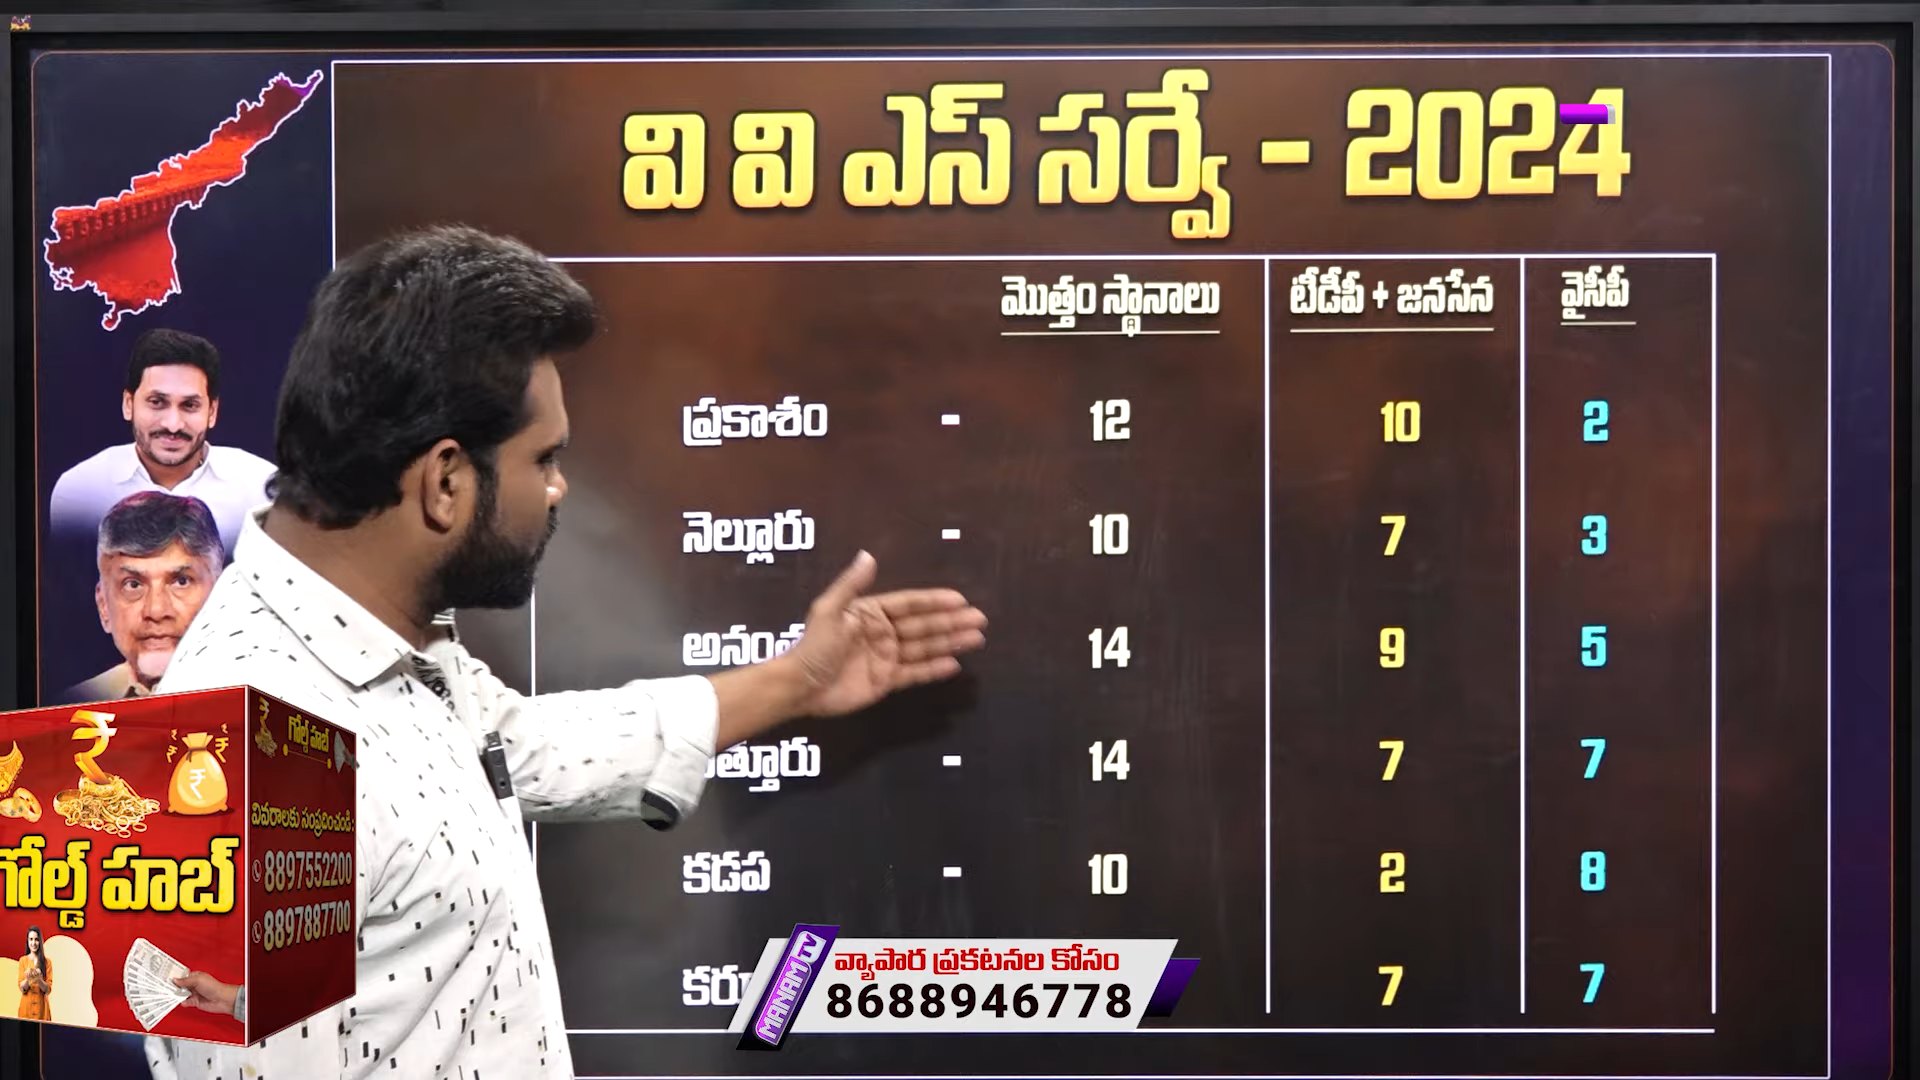 వి వి ఎస్ సర్వే - 2024
మొత్తం స్థానాలు టీడీపీ + జనసేన వైసీపీ
ప్రకాశం - 12 10 2
నెల్లూరు - 10 7 3
14 9 5
- 14 7 7
కడప - 10 2 8
7 7
గోల్డ్ హబ్
గోల్డ్ హబ్
వివరాలకు సంప్రదించండి :
8897552200
8897887700
MANAM TV
వ్యాపార ప్రకటనల కోసం
8688946778